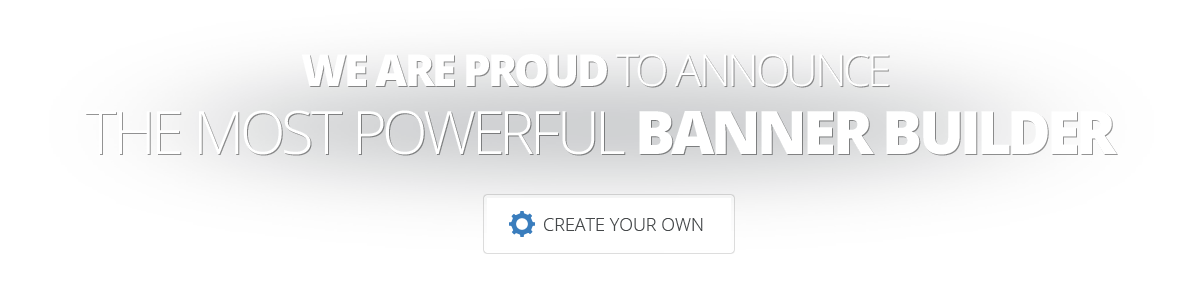 WE ARE PROUD TO ANNOUNCE
THE MOST POWERFUL BANNER BUILDER
CREATE YOUR OWN